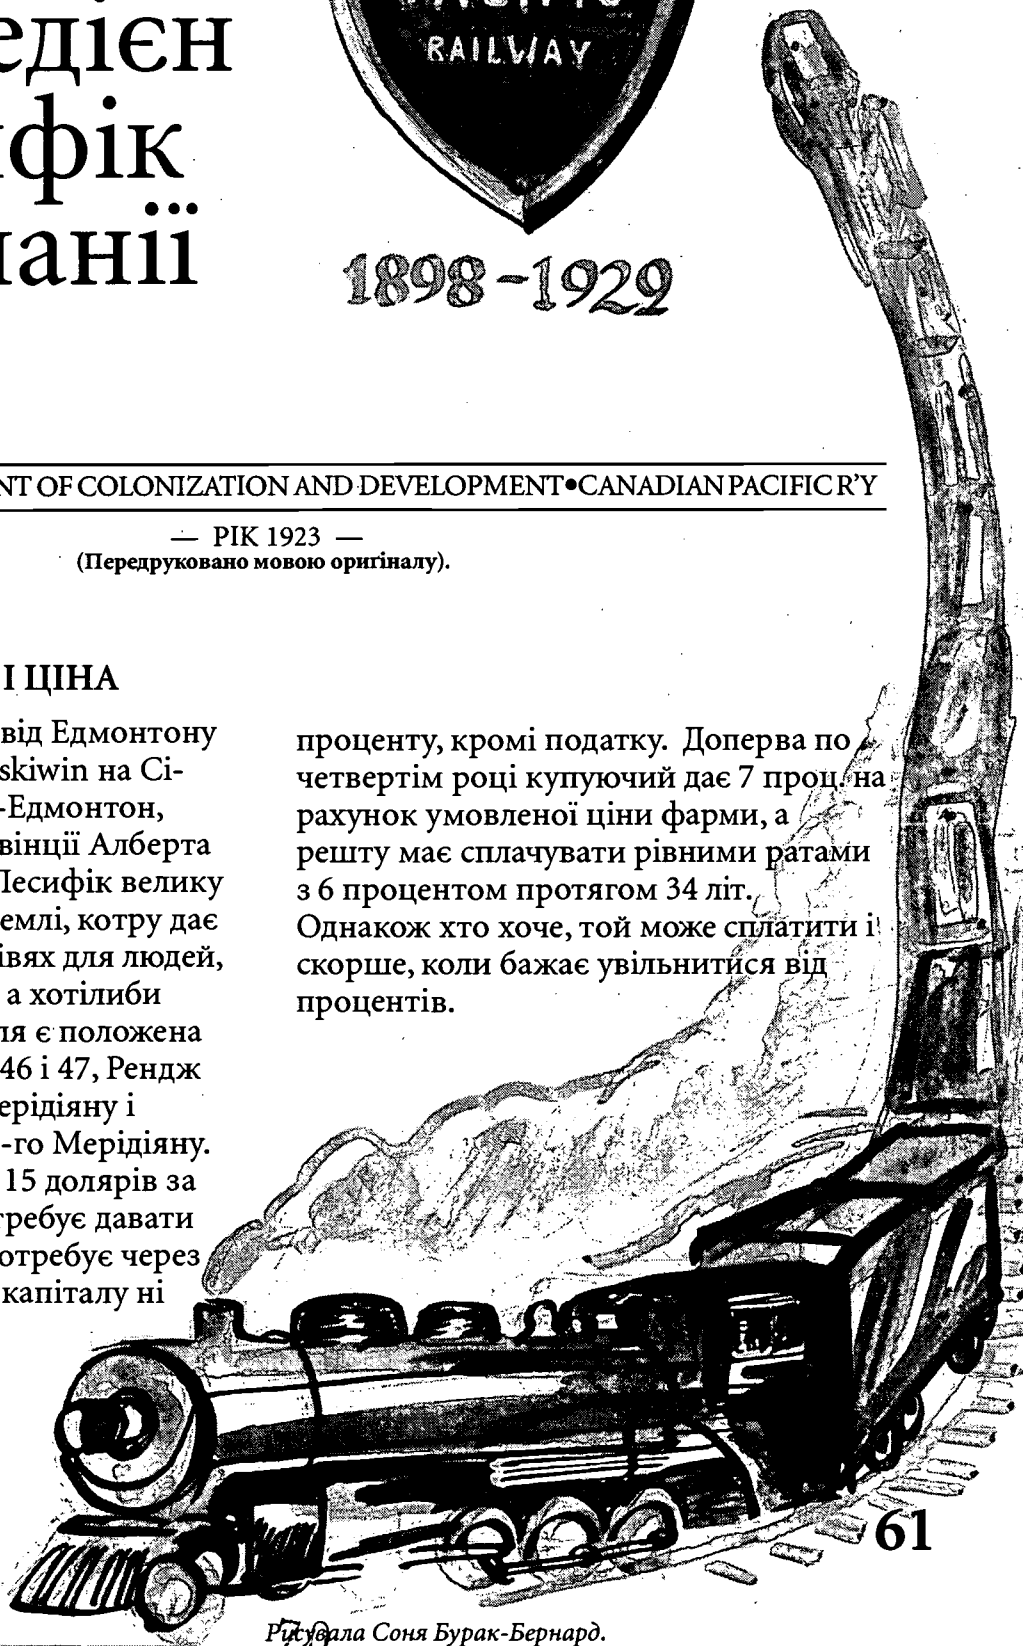 едієн
фік
анії
RAILWAY
1898-1929
NT OF COLONIZATION AND DEVELOPMENT•CANADIAN PACIFIC R'Y
— РІК 1923 —
(Передруковано мовою ориґіналу).
І ЦІНА
від Едмонтону
skiwin на Сі-
-Едмонтон,
вінції Алберта
Песифік велику
емлі, котру дає
івях для людей,
а хотілиби
ля є положена
46 і 47, Рендж
ерідіяну і
-го Мерідіяну.
15 долярів за
требує давати
отребує через
капіталу ні
проценту, кромі податку. Доперва по
четвертім році купуючий дає 7 проц. на
рахунок умовленої ціни фарми, а
решту має сплачувати рівними ратами
з 6 процентом протягом 34 літ.
Однакож хто хоче, той може сплатити і
скорше, коли бажає увільнитися від
процентів.
61
Рисувала Соня Бурак-Бернард.